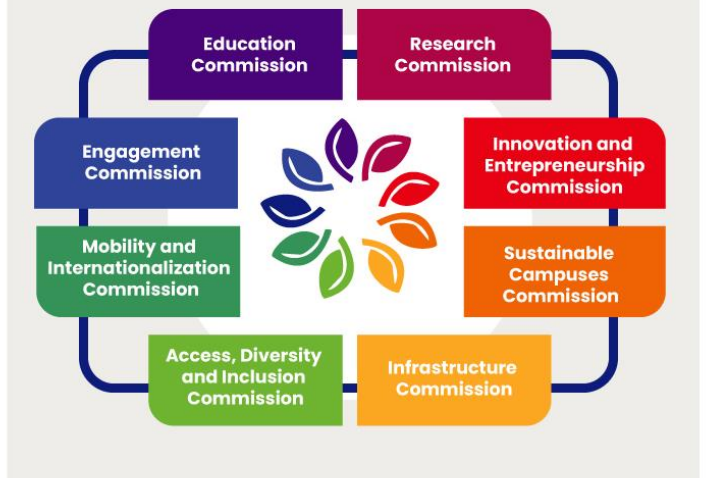 Education
Commission
Research
Commission
Engagement
Commission
Innovation and
Entrepreneurship
Commission
Mobility and
Internationalization
Commission
Sustainable
Campuses
Commission
Access, Diversity
and Inclusion
Commission
Infrastructure
Commission